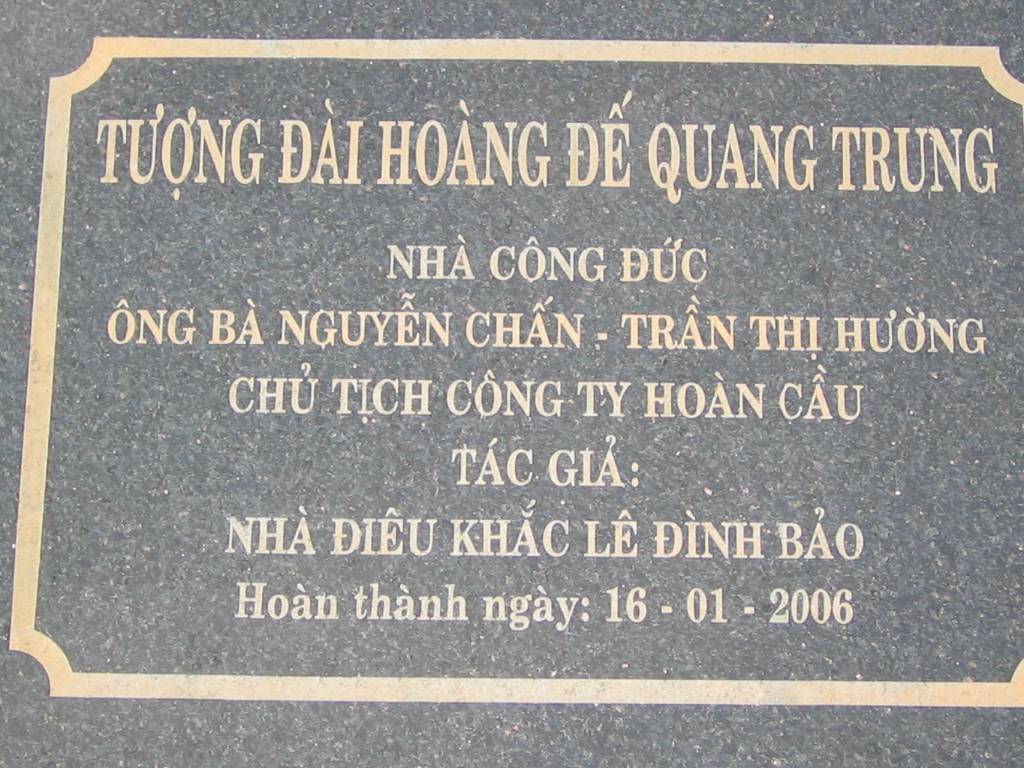 TƯỢNG ĐÀI HOÀNG ĐẾ QUANG TRUNG
NHÀ CÔNG ĐỨC
ÔNG BÀ NGUYỄN CHẤN - TRẦN THỊ HƯỜNG
CHỦ TỊCH CÔNG TY HOÀN CẦU
TÁC GIẢ:
NHÀ ĐIÊU KHẮC LÊ ĐÌNH BẢO
Hoàn thành ngày: 16 - 01 - 2006